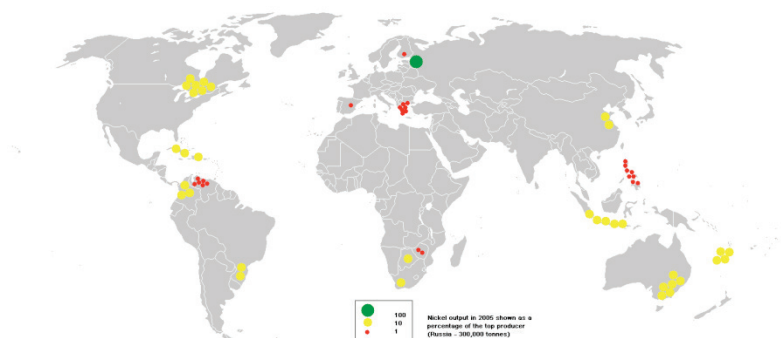 100
10
1
Nickel output in 2005 shown as a
percentage of the top producer
(Russia - 300,000 tonnes)